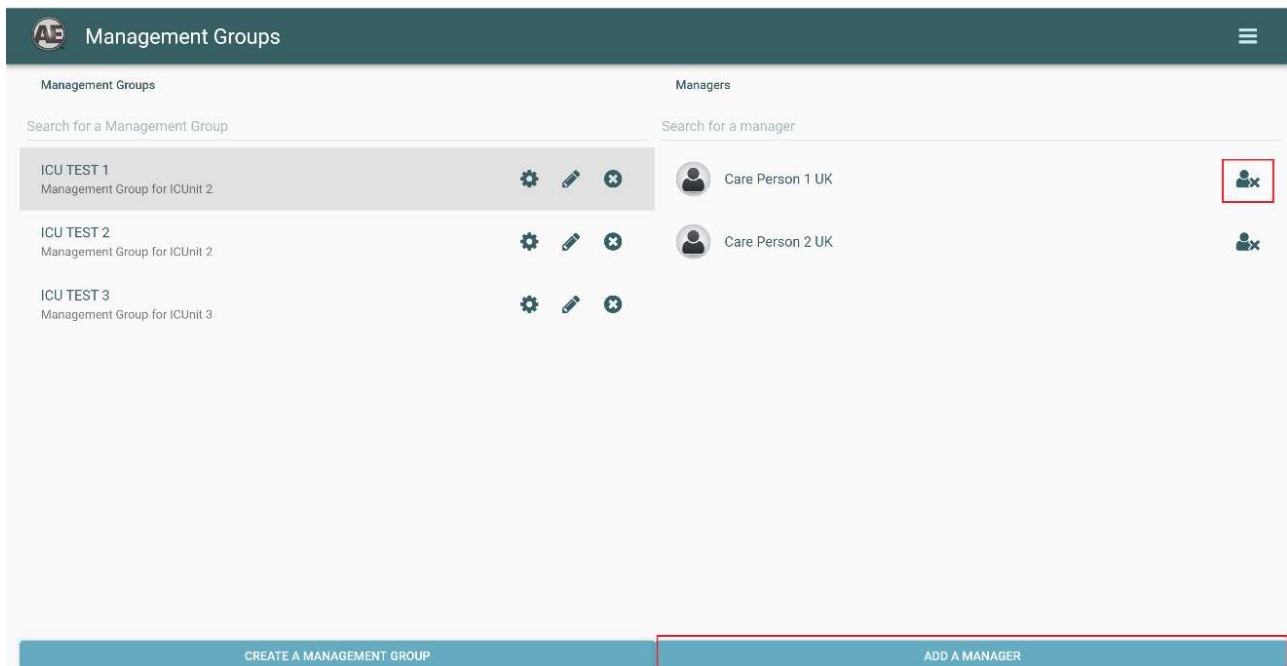 AE Management Groups
Management Groups
Search for a Management Group
ICU TEST 1
Management Group for ICUnit 2
ICU TEST 2
Management Group for ICUnit 2
ICU TEST 3
Management Group for ICUnit 3
CREATE A MANAGEMENT GROUP
Managers
Search for a manager
Care Person 1 UK
Care Person 2 UK
ADD A MANAGER